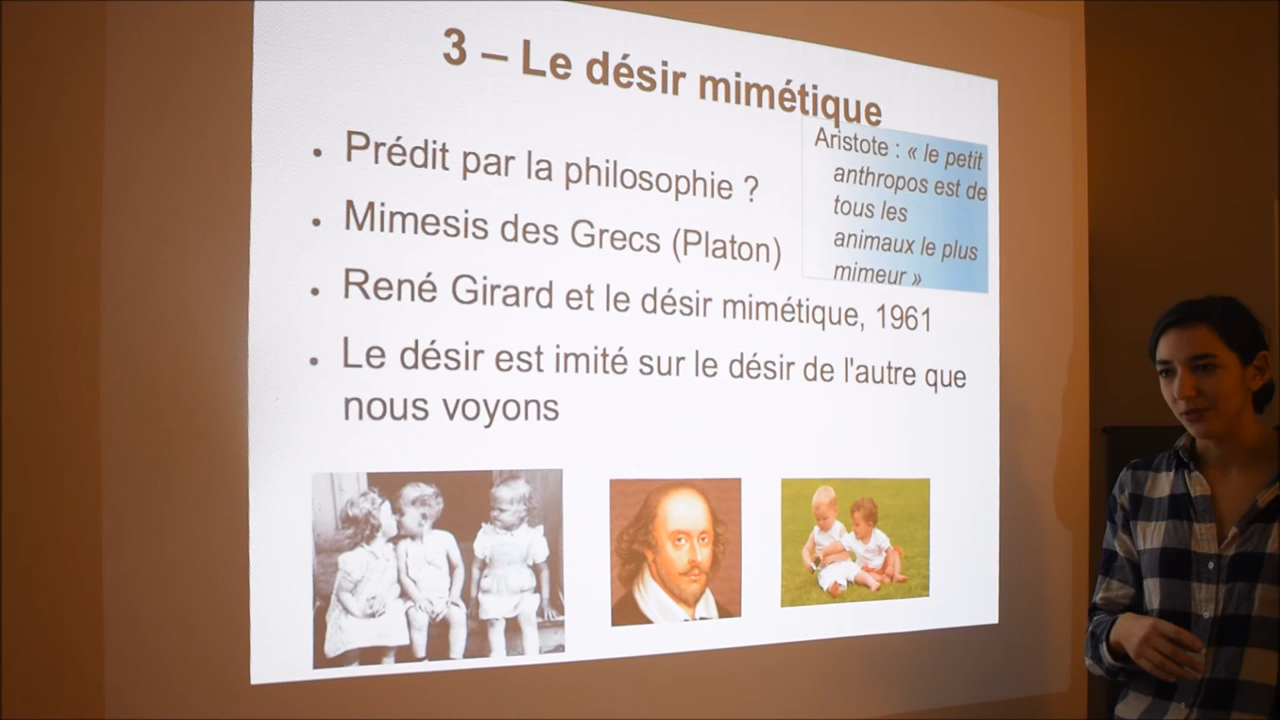 3 – Le désir mimétique
Aristote : « le petit
anthropos est de
tous les
animaux le plus
mimeur »
• Prédit par la philosophie ?
• Mimesis des Grecs (Platon)
• René Girard et le désir mimétique, 1961
• Le désir est imité sur le désir de l'autre que
nous voyons